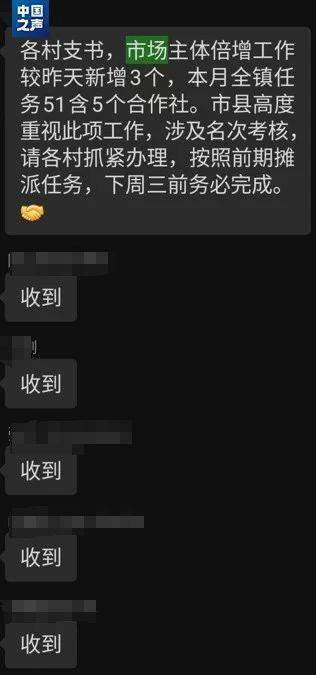 中国
之声
各村支书，市场主体倍增工作
较昨天新增3个，本月全镇任
务51含5个合作社。市县高度
重视此项工作，涉及名次考核，
请各村抓紧办理，按照前期摊
派任务，下周三前务必完成。
收到
收到
收到
收到
收到